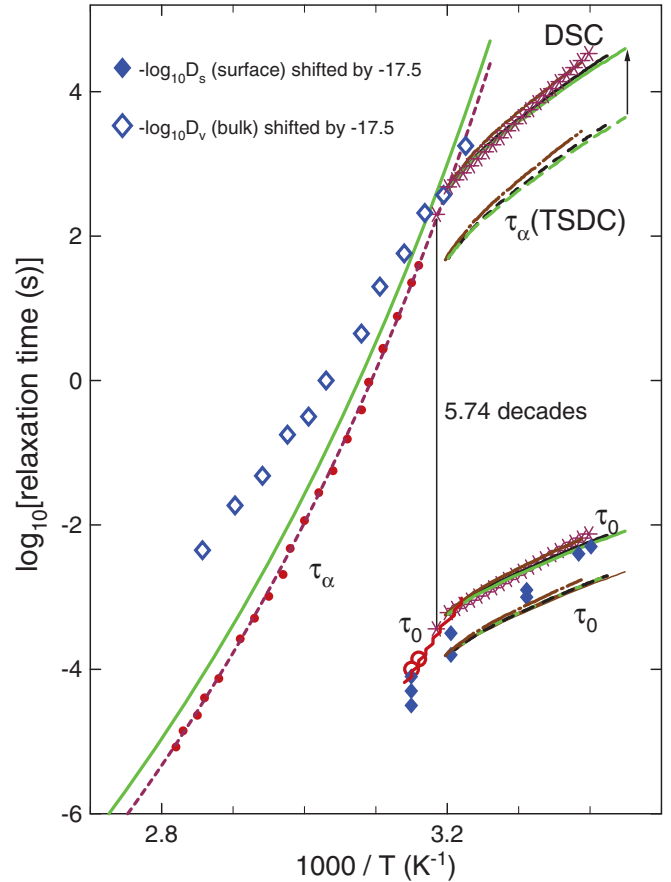 DSC
-log₁₀Dₛ (surface) shifted by -17.5
-log₁₀Dᵥ (bulk) shifted by -17.5
τα(TSDC)
5.74 decades
τα
τ₀
τ₀
τ₀
4
2
0
-2
-4
-6
2.8
3.2
log₁₀[relaxation time (s)]
1000 / T (K⁻¹)